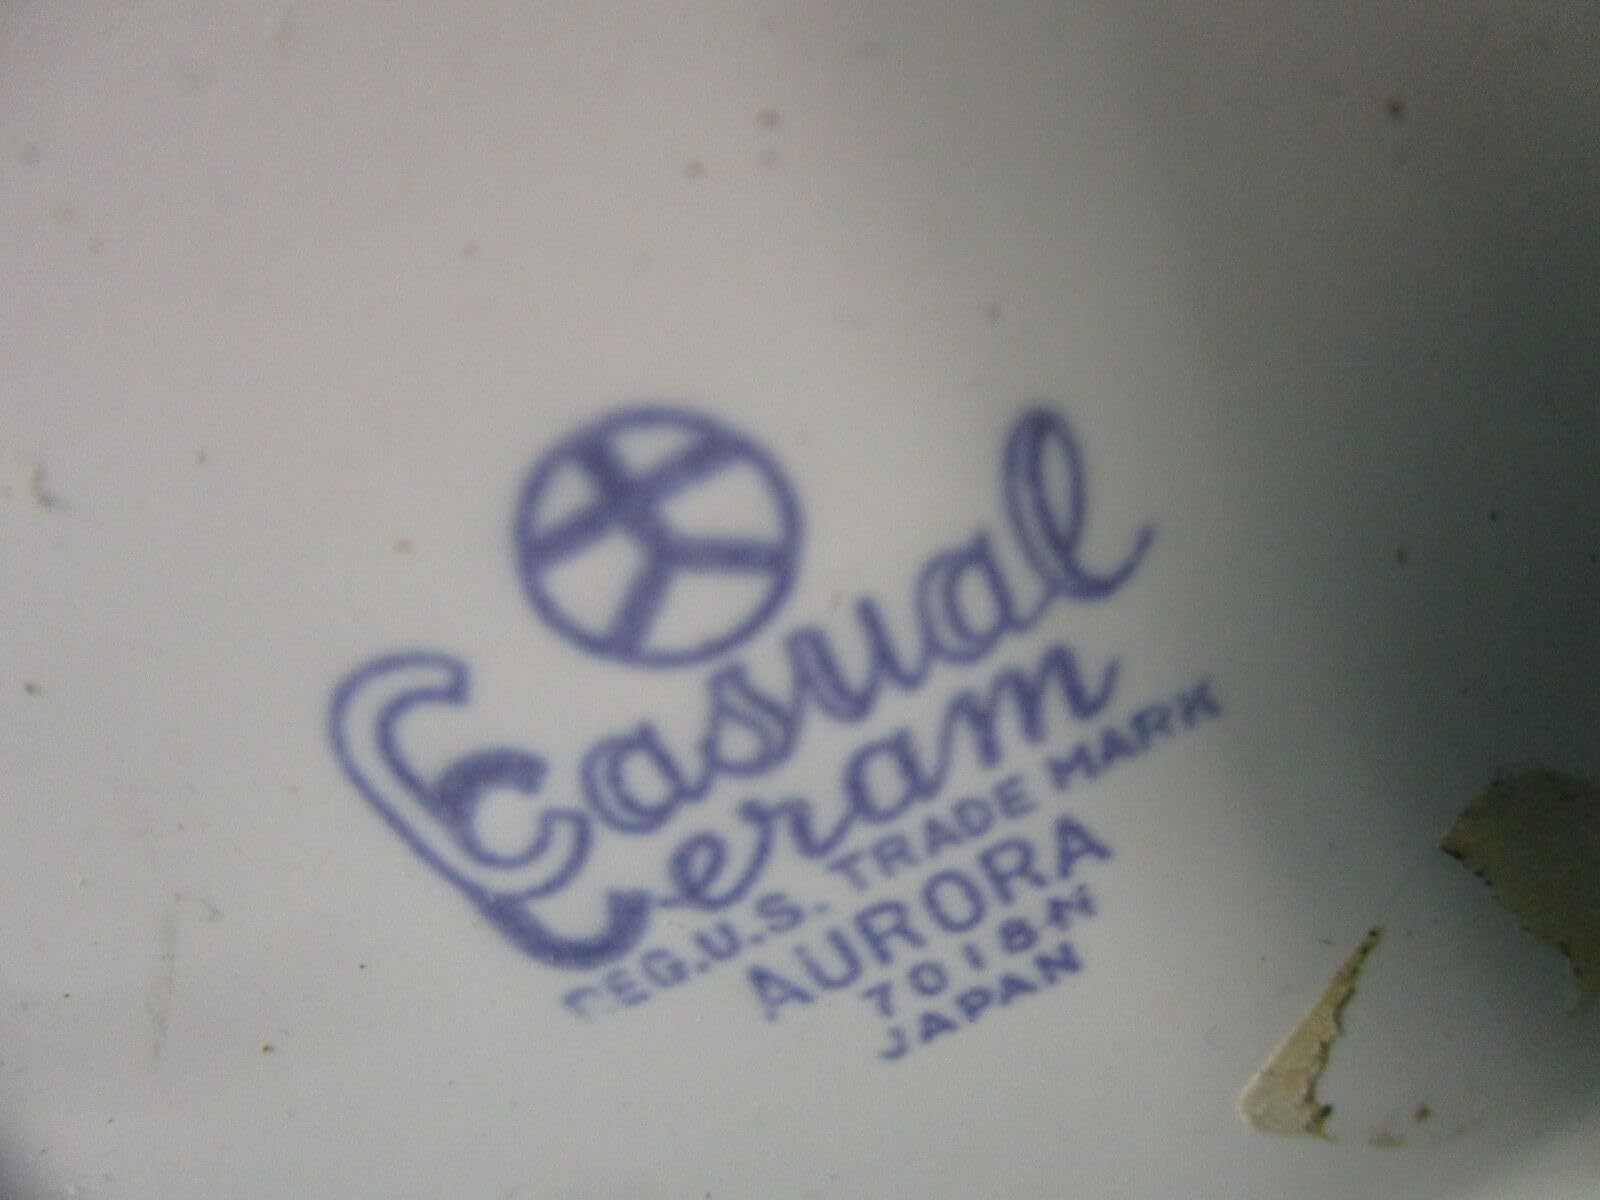 Casual
Ceram
REG.U.S. TRADE MARK
AURORA
7018N
JAPAN